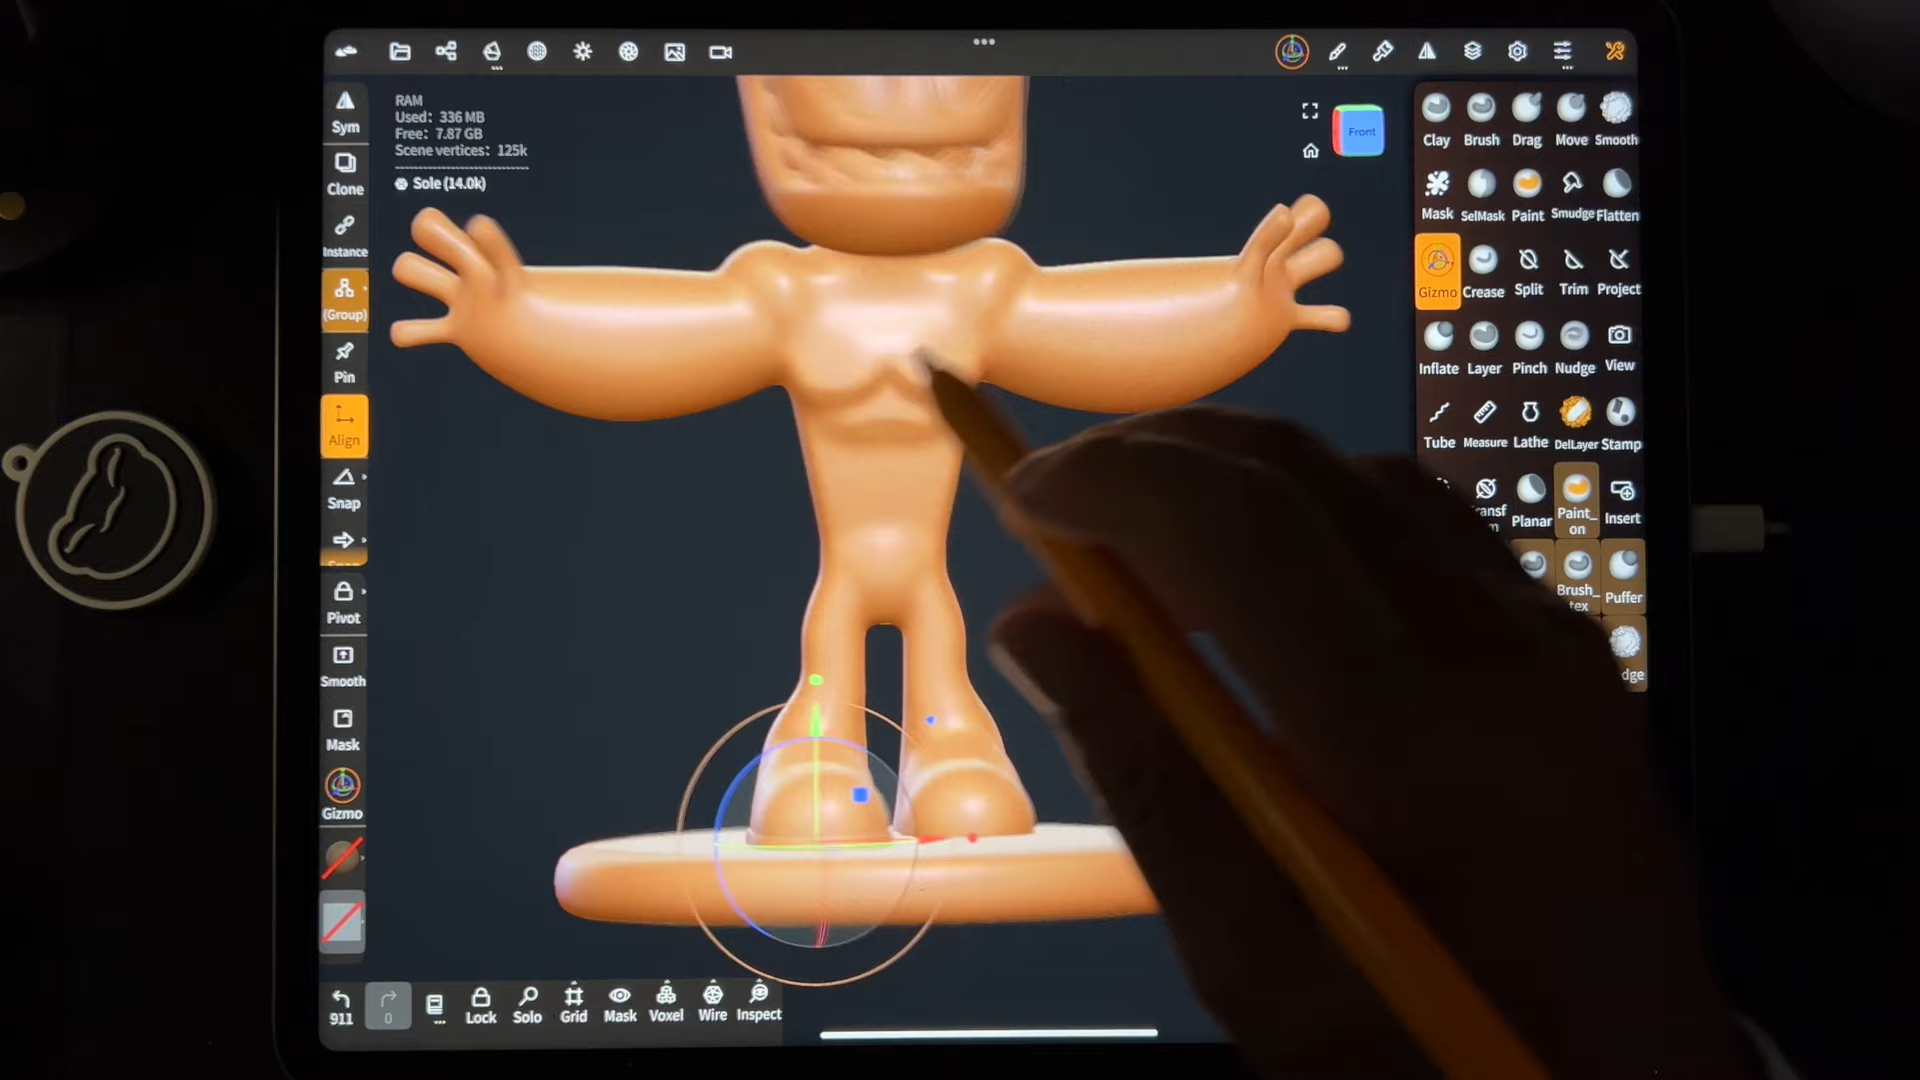 RAM
Used: 336 MB
Free: 7.87 GB
Scene vertices: 125k
Sole (14.0k)
Front
Sym
Clone
Instance
(Group)
Pin
Align
Snap
Pivot
Smooth
Mask
Gizmo
Clay Brush Drag Move Smooth
Mask SelMask Paint Smudge Flatten
Gizmo Crease Split Trim Project
Inflate Layer Pinch Nudge View
Tube Measure Lathe DelLayer Stamp
Planar Paint_ on Insert
Brush_ tex Puffer
911 0 Lock Solo Grid Mask Voxel Wire Inspect